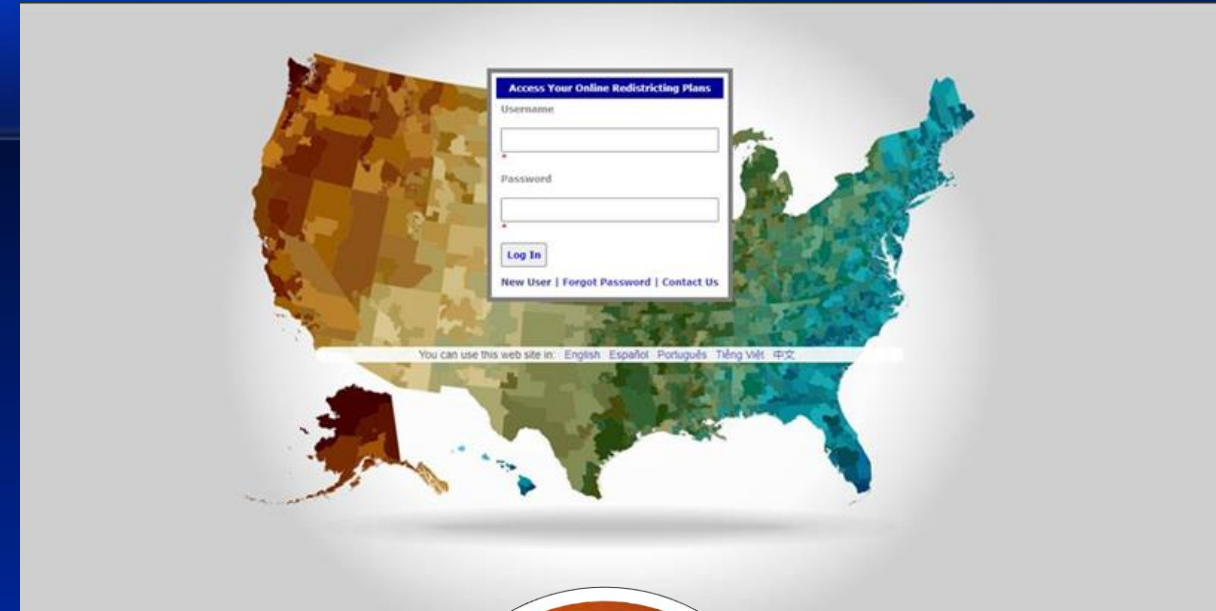 Access Your Online Redistricting Plans
Username
*
Password
*
Log In
New User | Forgot Password | Contact Us
You can use this web site in: English Español Português Tiếng Việt 中文